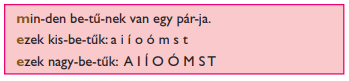 min-den be-tű-nek van egy pár-ja.
ezek kis-be-tűk: a i í o ó m s t
ezek nagy-be-tűk: A I Í O Ó M S T